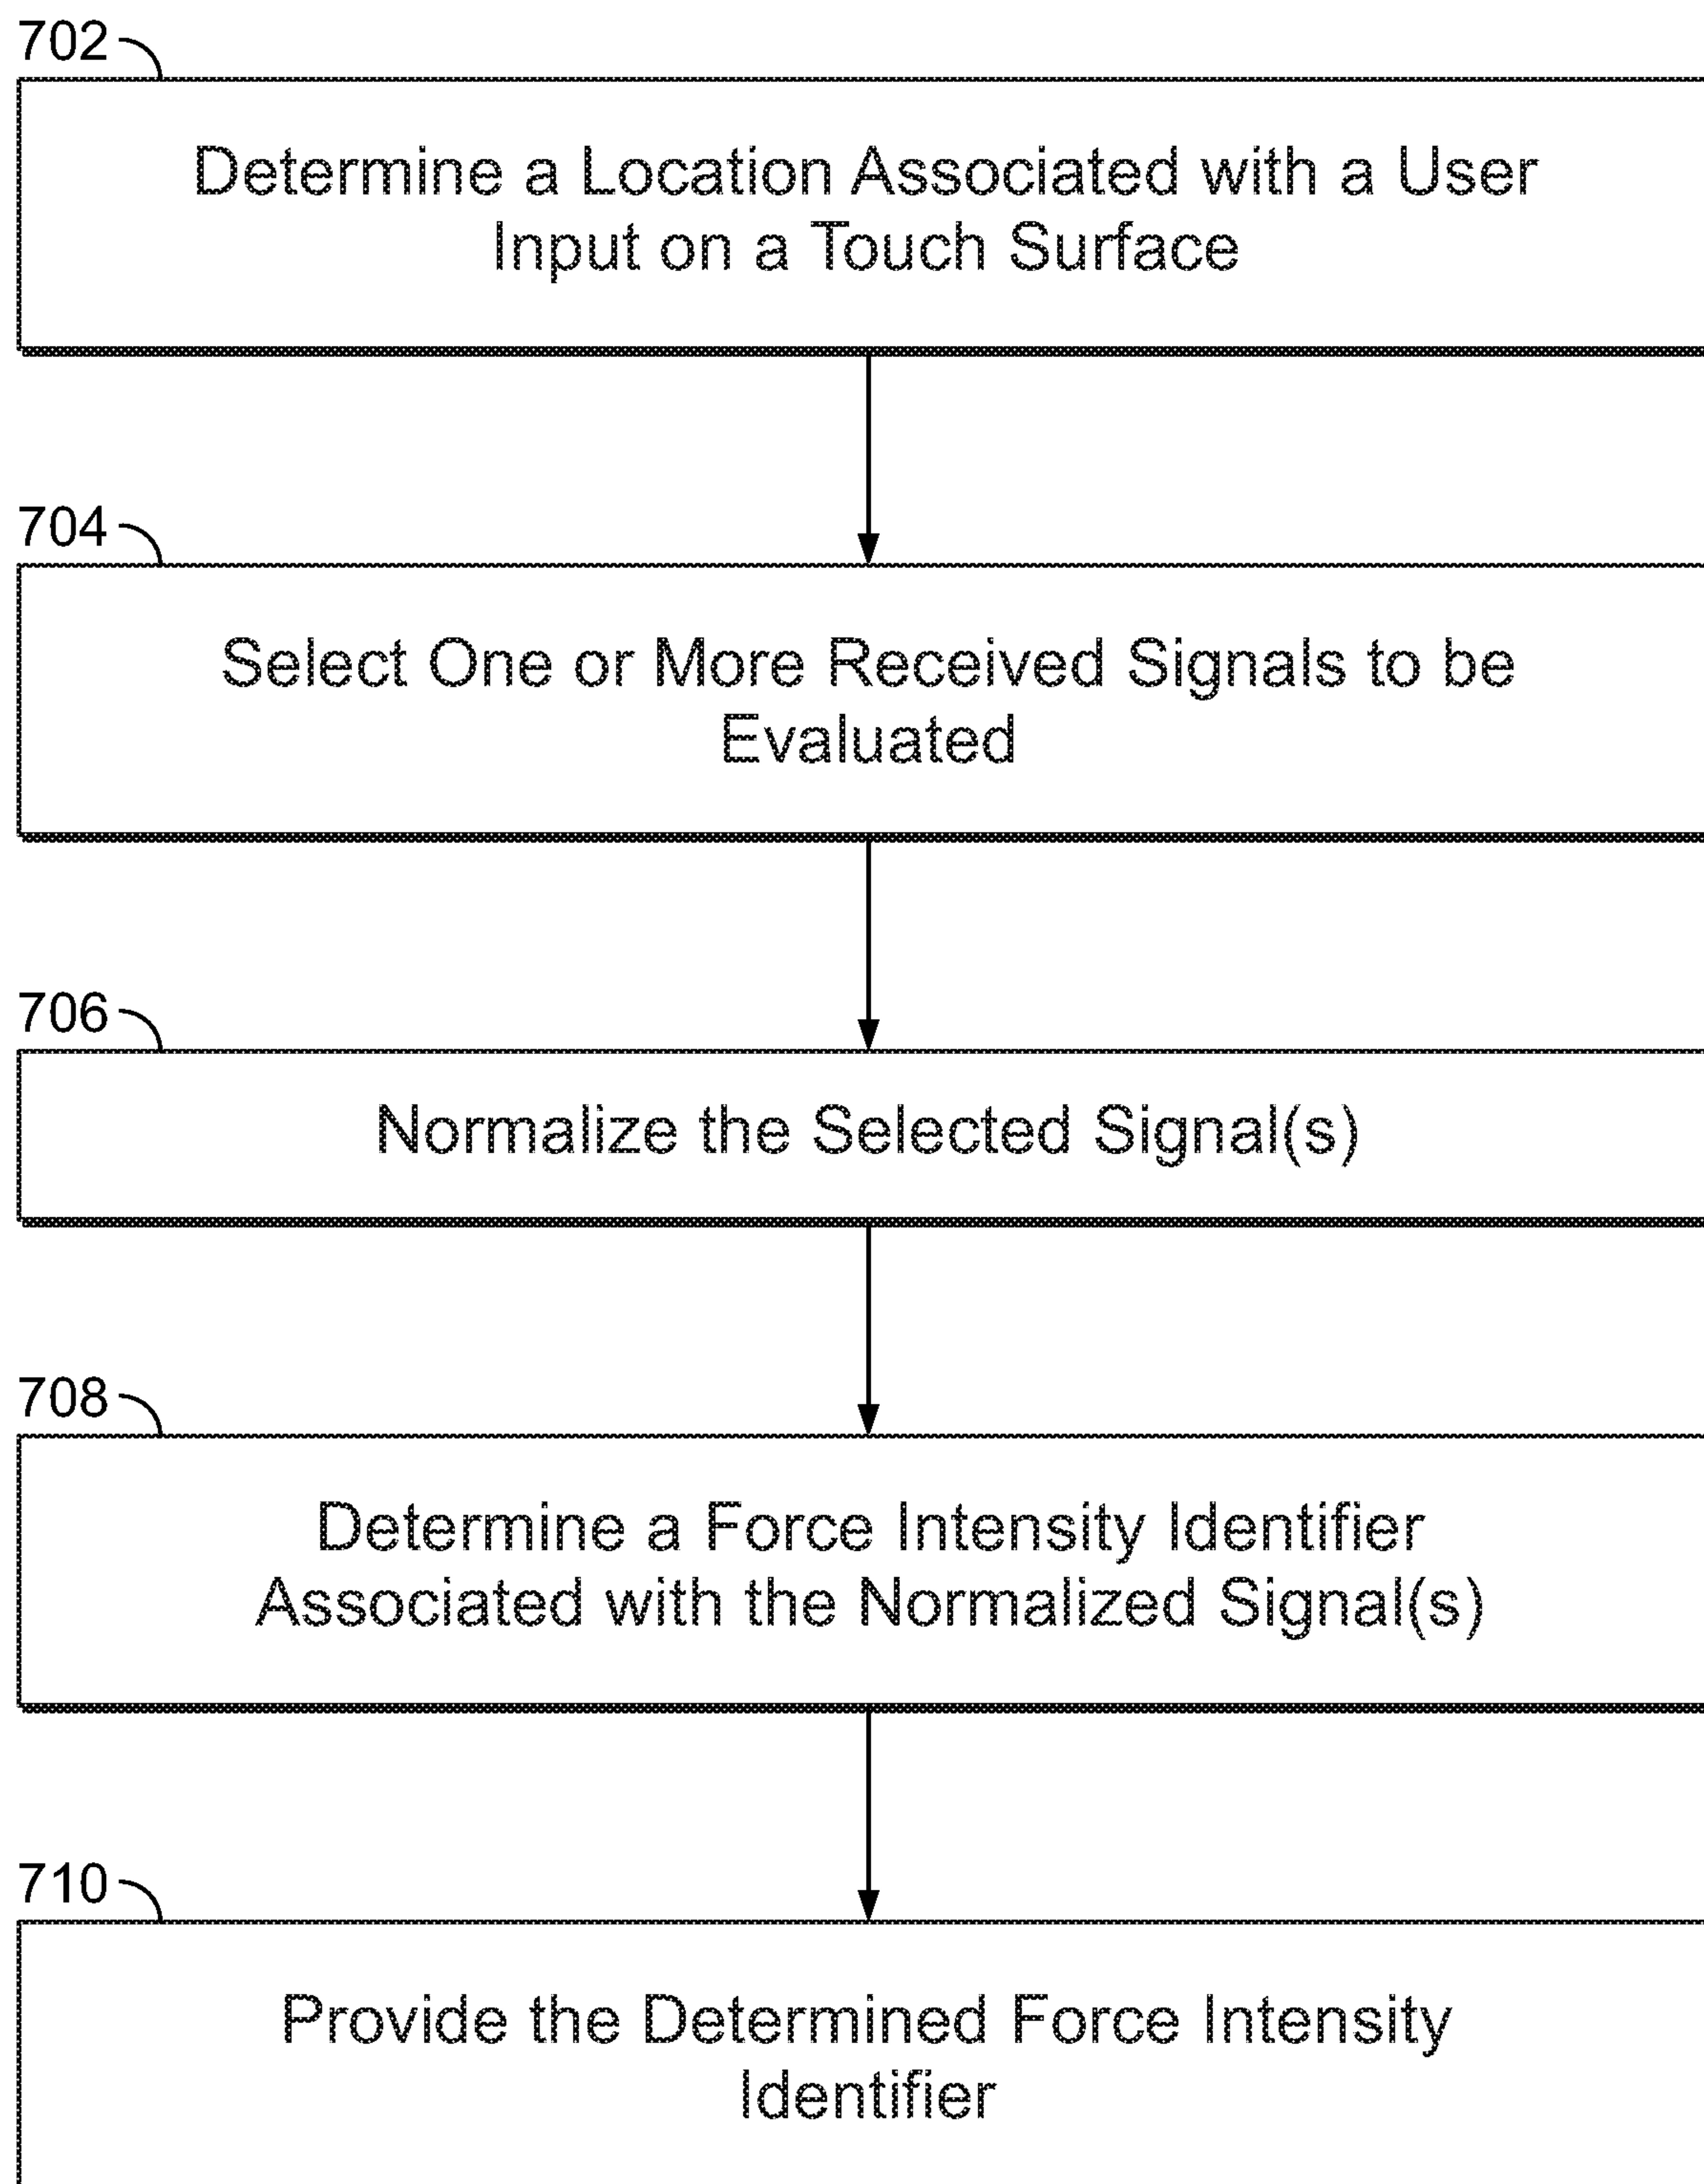 702
Determine a Location Associated with a User
Input on a Touch Surface
704
Select One or More Received Signals to be
Evaluated
706
Normalize the Selected Signal(s)
708
Determine a Force Intensity Identifier
Associated with the Normalized Signal(s)
710
Provide the Determined Force Intensity
Identifier